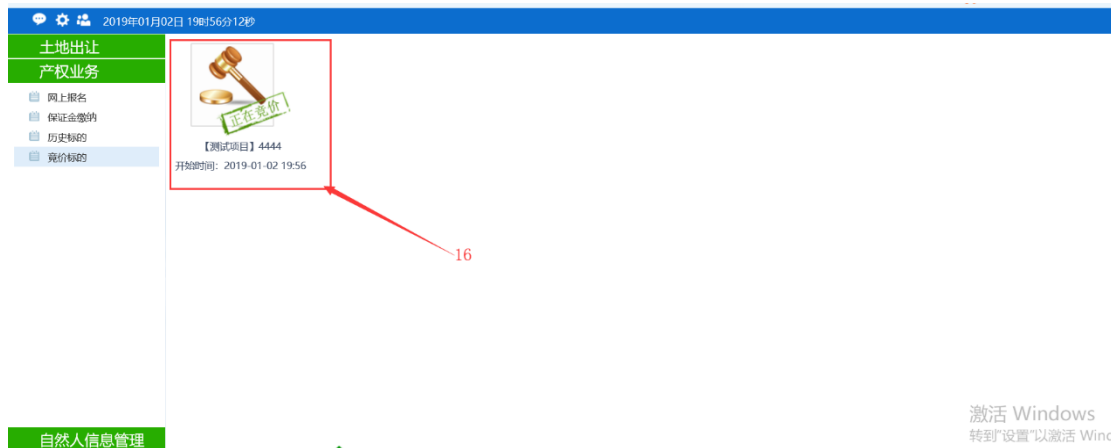 2019年01月02日 19时56分12秒
土地出让
产权业务
网上报名
保证金缴纳
历史标的
竞价标的
正在竞价
【测试项目】4444
开始时间：2019-01-02 19:56
16
自然人信息管理
激活 Windows
转到"设置"以激活 Wind